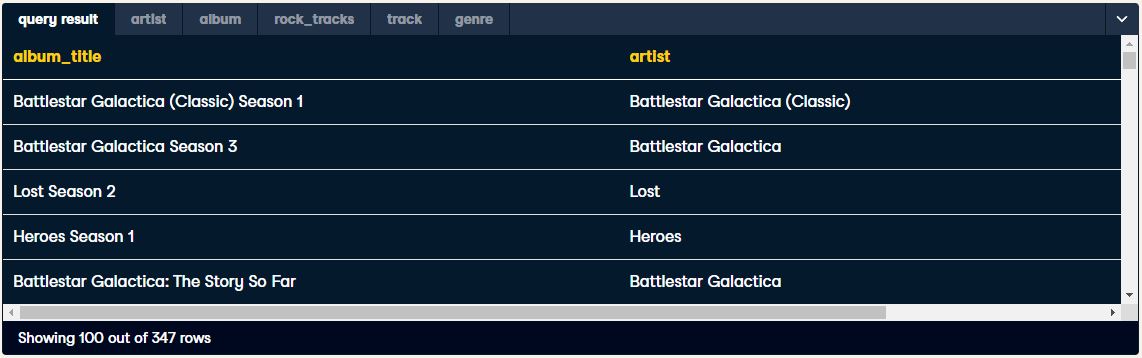 query result artist album rock_tracks track genre
album_title artist
Battlestar Galactica (Classic) Season 1 Battlestar Galactica (Classic)
Battlestar Galactica Season 3 Battlestar Galactica
Lost Season 2 Lost
Heroes Season 1 Heroes
Battlestar Galactica: The Story So Far Battlestar Galactica
Showing 100 out of 347 rows